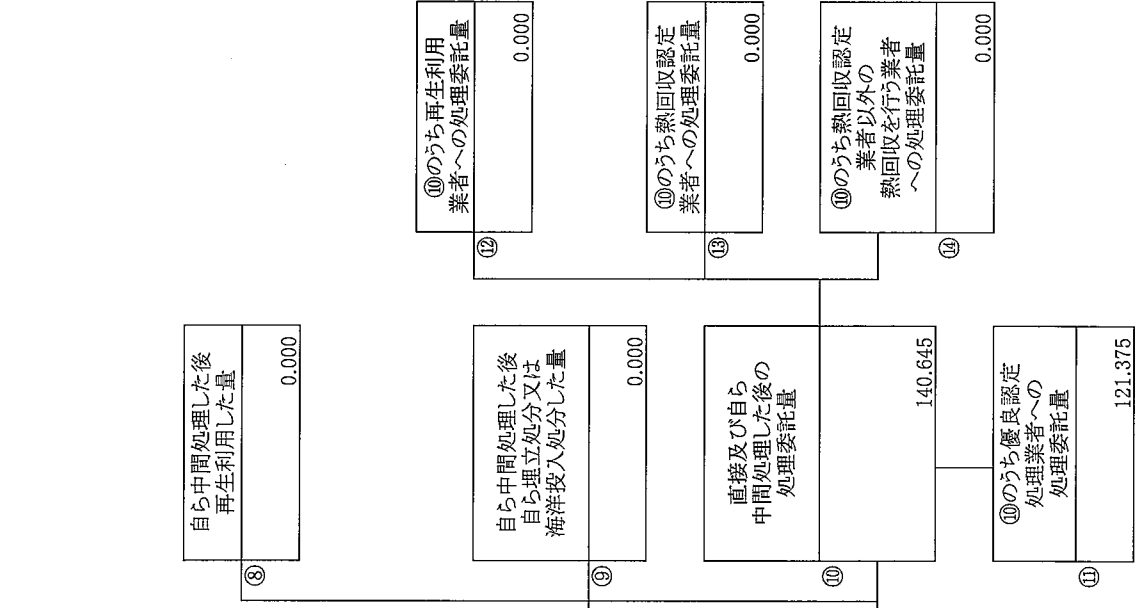 ⑧
自ら中間処理した後
再生利用した量
0.000
⑨
自ら中間処理した後
自ら埋立処分又は
海洋投入処分した量
0.000
⑩
直接及び自ら
中間処理した後の
処理委託量
140.645
⑪
⑩のうち優良認定
処理業者への
処理委託量
121.375
⑫
⑩のうち再生利用
業者への処理委託量
0.000
⑬
⑩のうち熱回収認定
業者への処理委託量
0.000
⑭
⑩のうち熱回収認定
業者以外の
熱回収を行う業者
への処理委託量
0.000